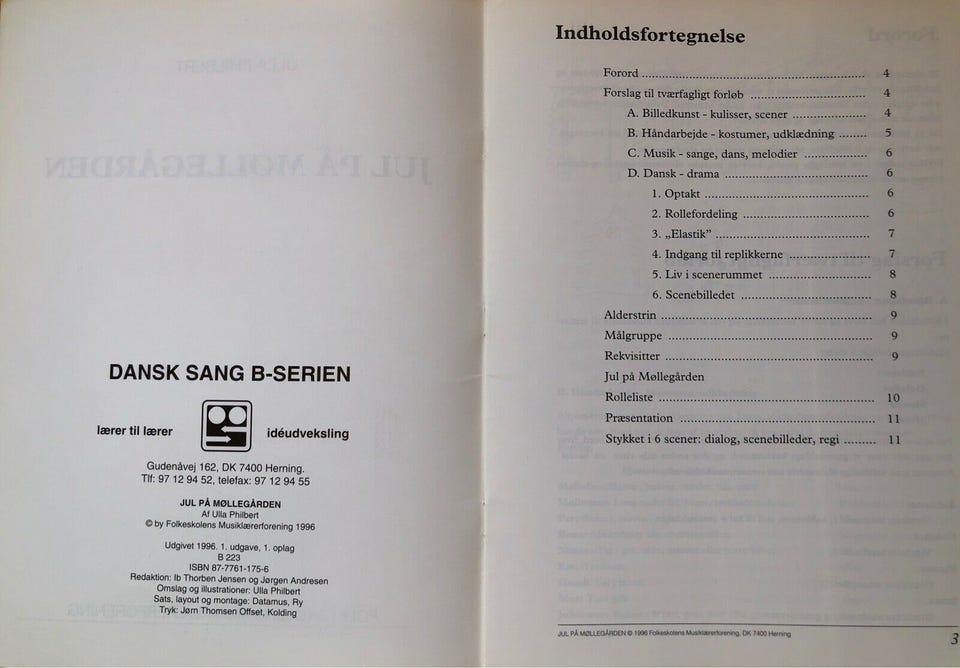 DANSK SANG B-SERIEN
lærer til lærer
idéudveksling
Gudenåvej 162, DK 7400 Herning.
Tlf: 97 12 94 52, telefax: 97 12 94 55
JUL PÅ MØLLEGÅRDEN
Af Ulla Philbert
© by Folkeskolens Musiklærerforening 1996
Udgivet 1996. 1. udgave, 1. oplag
B 223
ISBN 87-7761-175-6
Redaktion: Ib Thorben Jensen og Jørgen Andresen
Omslag og illustrationer: Ulla Philbert
Sats, layout og montage: Datamus, Ry
Tryk: Jørn Thomsen Offset, Kolding
Indholdsfortegnelse
Forord ........ 4
Forslag til tværfagligt forløb ........ 4
A. Billedkunst - kulisser, scener ........ 4
B. Håndarbejde - kostumer, udklædning ........ 5
C. Musik - sange, dans, melodier ........ 6
D. Dansk - drama ........ 6
1. Optakt ........ 6
2. Rollefordeling ........ 6
3. „Elastik” ........ 7
4. Indgang til replikkerne ........ 7
5. Liv i scenerummet ........ 8
6. Scenebilledet ........ 8
Alderstrin ........ 9
Målgruppe ........ 9
Rekvisitter ........ 9
Jul på Møllegården
Rolleliste ........ 10
Præsentation ........ 11
Stykket i 6 scener: dialog, scenebilleder, regi ........ 11
JUL PÅ MØLLEGÅRDEN © 1996 Folkeskolens Musiklærerforening, DK 7400 Herning
3